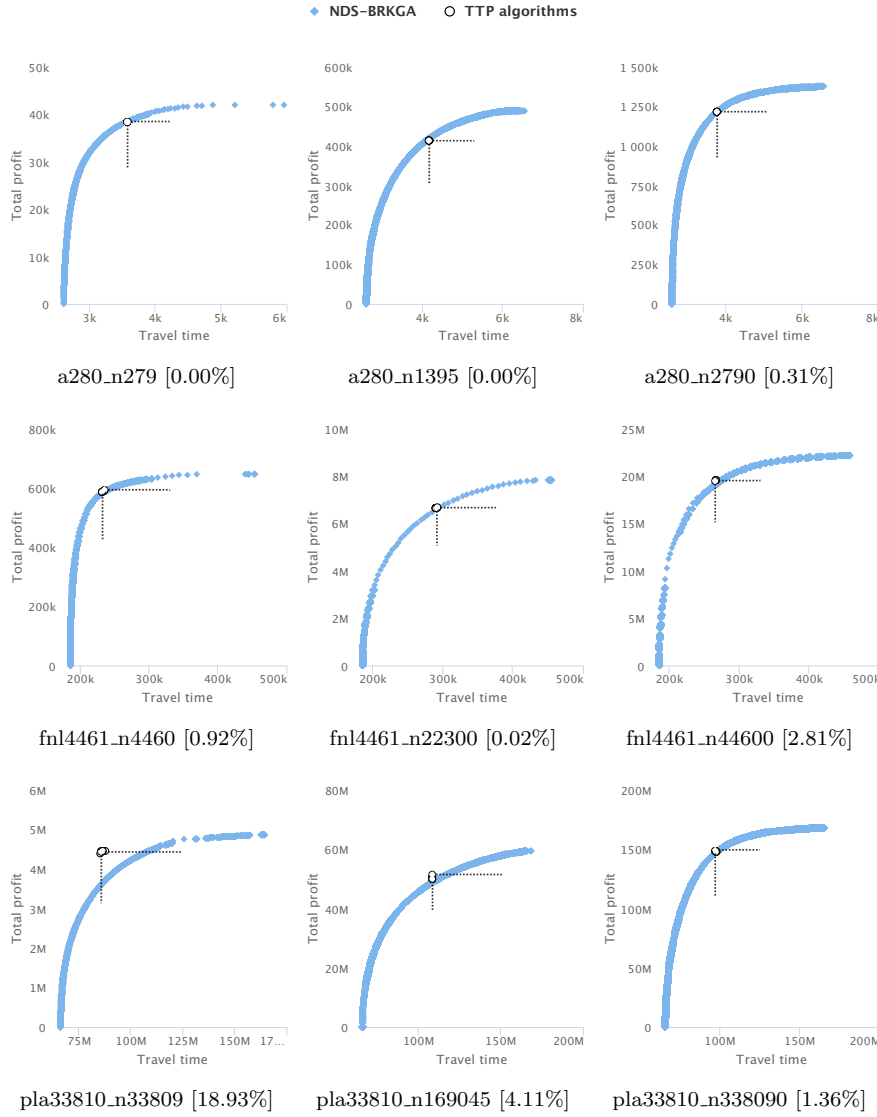 NDS-BRKGA TTP algorithms
50k
40k
30k
20k
10k
0
Total profit
3k 4k 5k 6k
Travel time
a280_n279 [0.00%]
600k
500k
400k
300k
200k
100k
0
Total profit
4k 6k 8k
Travel time
a280_n1395 [0.00%]
1 500k
1 250k
1 000k
750k
500k
250k
0
Total profit
4k 6k 8k
Travel time
a280_n2790 [0.31%]
800k
600k
400k
200k
0
Total profit
200k 300k 400k 500k
Travel time
fnl4461_n4460 [0.92%]
10M
8M
6M
4M
2M
0
Total profit
200k 300k 400k 500k
Travel time
fnl4461_n22300 [0.02%]
25M
20M
15M
10M
5M
0
Total profit
200k 300k 400k 500k
Travel time
fnl4461_n44600 [2.81%]
6M
5M
4M
3M
2M
1M
0
Total profit
75M 100M 125M 150M 17...
Travel time
pla33810_n33809 [18.93%]
80M
60M
40M
20M
0
Total profit
100M 150M 200M
Travel time
pla33810_n169045 [4.11%]
200M
150M
100M
50M
0
Total profit
100M 150M 200M
Travel time
pla33810_n338090 [1.36%]